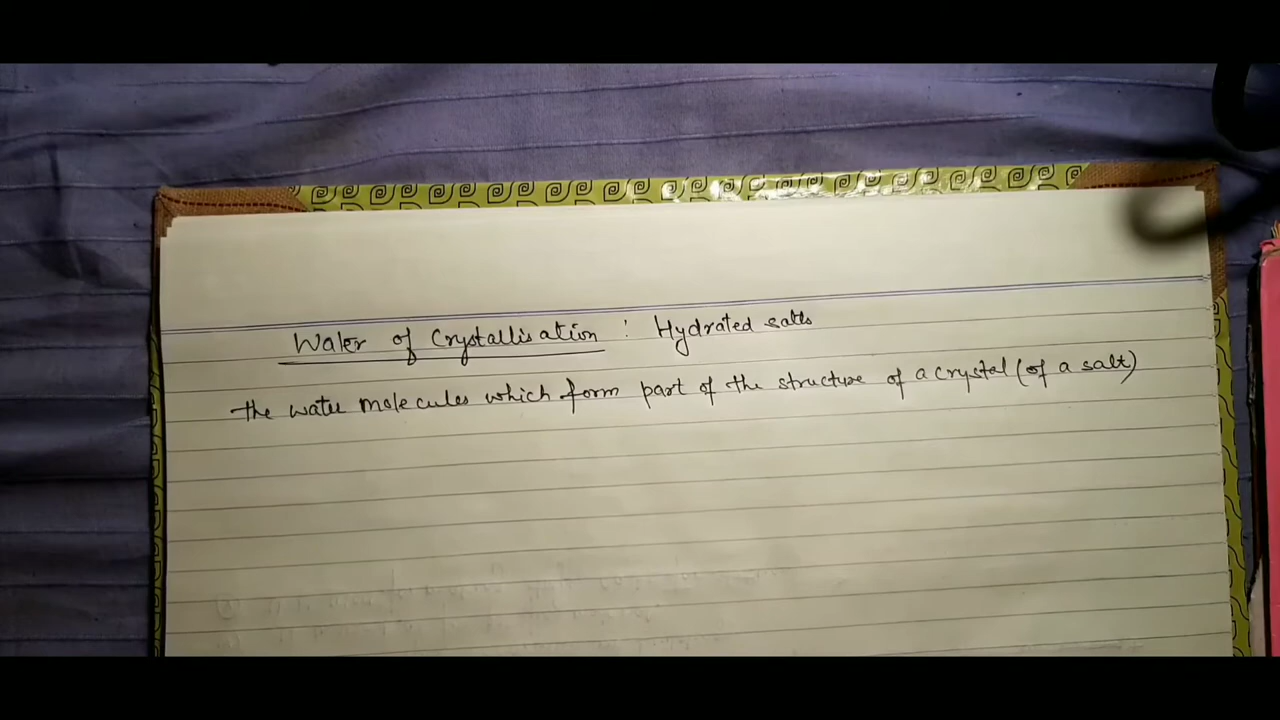 Water of Crystallisation : Hydrated salts
the water molecules which form part of the structure of a crystal (of a salt)